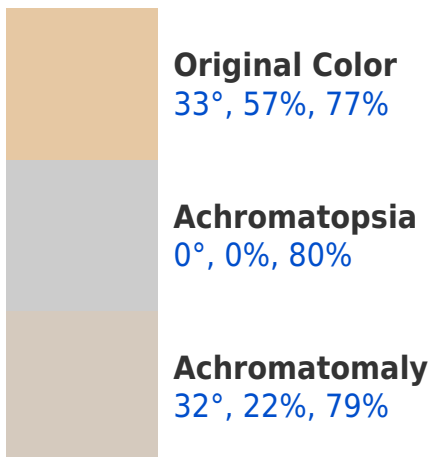 Original Color
33°, 57%, 77%
Achromatopsia
0°, 0%, 80%
Achromatomaly
32°, 22%, 79%